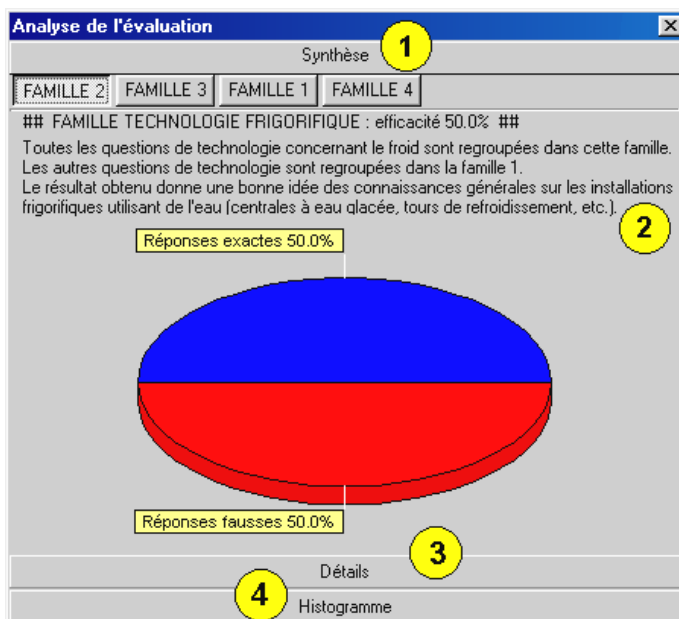 Analyse de l'évaluation
Synthèse
1
FAMILLE 2 FAMILLE 3 FAMILLE 1 FAMILLE 4
## FAMILLE TECHNOLOGIE FRIGORIFIQUE : efficacité 50.0% ##
Toutes les questions de technologie concernant le froid sont regroupées dans cette famille.
Les autres questions de technologie sont regroupées dans la famille 1.
Le résultat obtenu donne une bonne idée des connaissances générales sur les installations
frigorifiques utilisant de l'eau (centrales à eau glacée, tours de refroidissement, etc.).
2
Réponses exactes 50.0%
Réponses fausses 50.0%
3
Détails
4
Histogramme